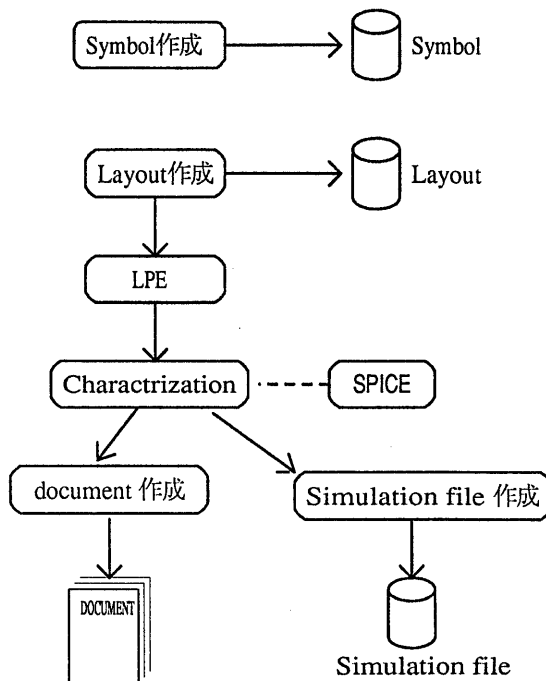 Symbol作成
Symbol
Layout作成
Layout
LPE
Charactrization
SPICE
document 作成
Simulation file 作成
DOCUMENT
Simulation file